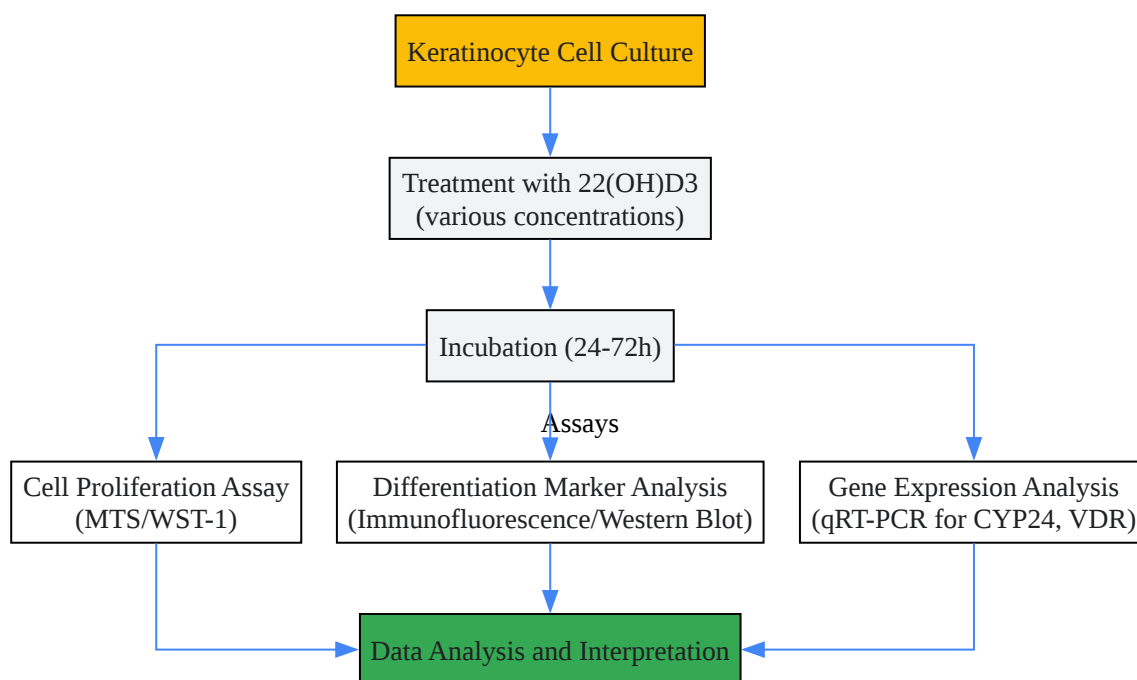 Keratinocyte Cell Culture
Treatment with 22(OH)D3
(various concentrations)
Incubation (24-72h)
Assays
Cell Proliferation Assay
(MTS/WST-1)
Differentiation Marker Analysis
(Immunofluorescence/Western Blot)
Gene Expression Analysis
(qRT-PCR for CYP24, VDR)
Data Analysis and Interpretation